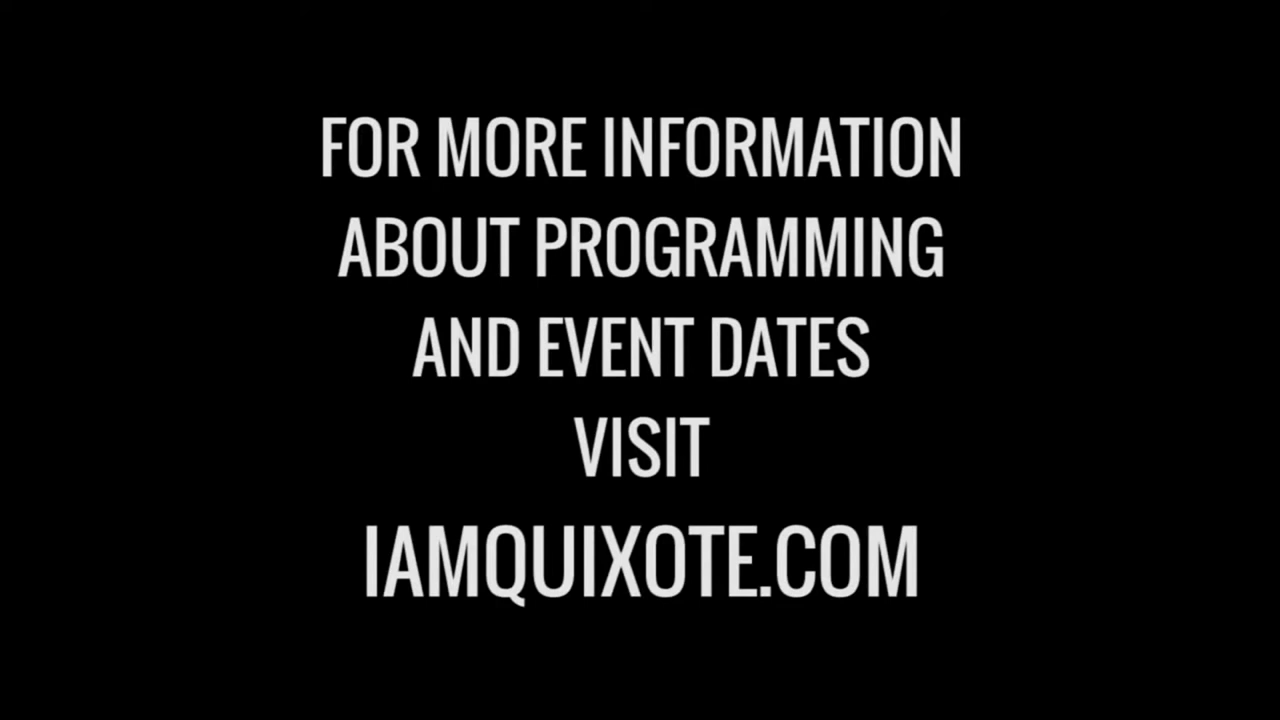 FOR MORE INFORMATION
ABOUT PROGRAMMING
AND EVENT DATES
VISIT
IAMQUIXOTE.COM